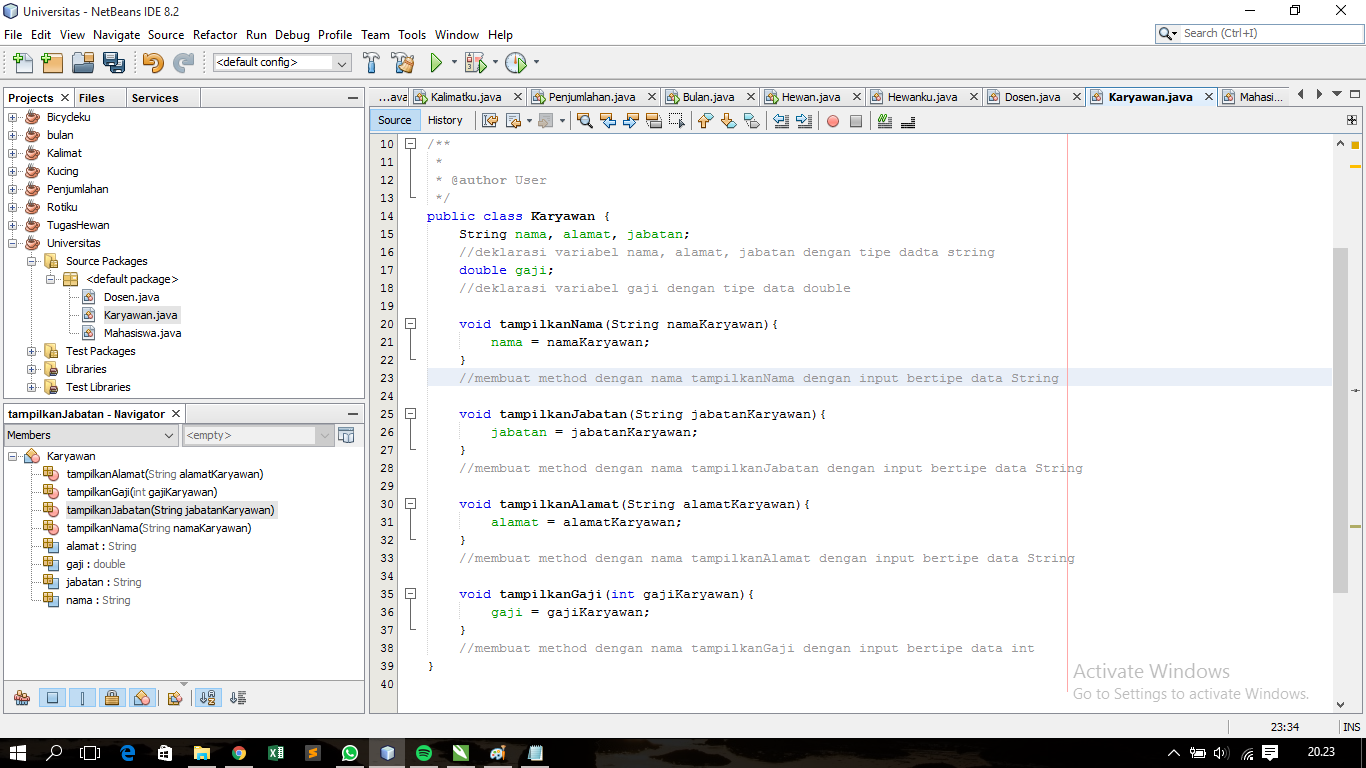 Universitas - NetBeans IDE 8.2
File Edit View Navigate Source Refactor Run Debug Profile Team Tools Window Help
Search (Ctrl+I)
<default config>
Projects Files Services
Bicydeku
bulan
Kalimat
Kucing
Penjumlahan
Rotiku
TugasHewan
Universitas
Source Packages
<default package>
Dosen.java
Karyawan.java
Mahasiswa.java
Test Packages
Libraries
Test Libraries
tampilkanJabatan - Navigator
Members <empty>
Karyawan
tampilkanAlamat(String alamatKaryawan)
tampilkanGaji(int gajiKaryawan)
tampilkanJabatan(String jabatanKaryawan)
tampilkanNama(String namaKaryawan)
alamat : String
gaji : double
jabatan : String
nama : String
...ava Kalimatku.java Penjumlahan.java Bulan.java Hewan.java Hewanku.java Dosen.java Karyawan.java Mahasi...
Source History
10 /**
11 *
12 * @author User
13 */
14 public class Karyawan {
15 String nama, alamat, jabatan;
16 //deklarasi variabel nama, alamat, jabatan dengan tipe dadta string
17 double gaji;
18 //deklarasi variabel gaji dengan tipe data double
19
20 void tampilkanNama(String namaKaryawan){
21 nama = namaKaryawan;
22 }
23 //membuat method dengan nama tampilkanNama dengan input bertipe data String
24
25 void tampilkanJabatan(String jabatanKaryawan){
26 jabatan = jabatanKaryawan;
27 }
28 //membuat method dengan nama tampilkanJabatan dengan input bertipe data String
29
30 void tampilkanAlamat(String alamatKaryawan){
31 alamat = alamatKaryawan;
32 }
33 //membuat method dengan nama tampilkanAlamat dengan input bertipe data String
34
35 void tampilkanGaji(int gajiKaryawan){
36 gaji = gajiKaryawan;
37 }
38 //membuat method dengan nama tampilkanGaji dengan input bertipe data int
39 }
40
Activate Windows
Go to Settings to activate Windows.
23:34 INS
20.23